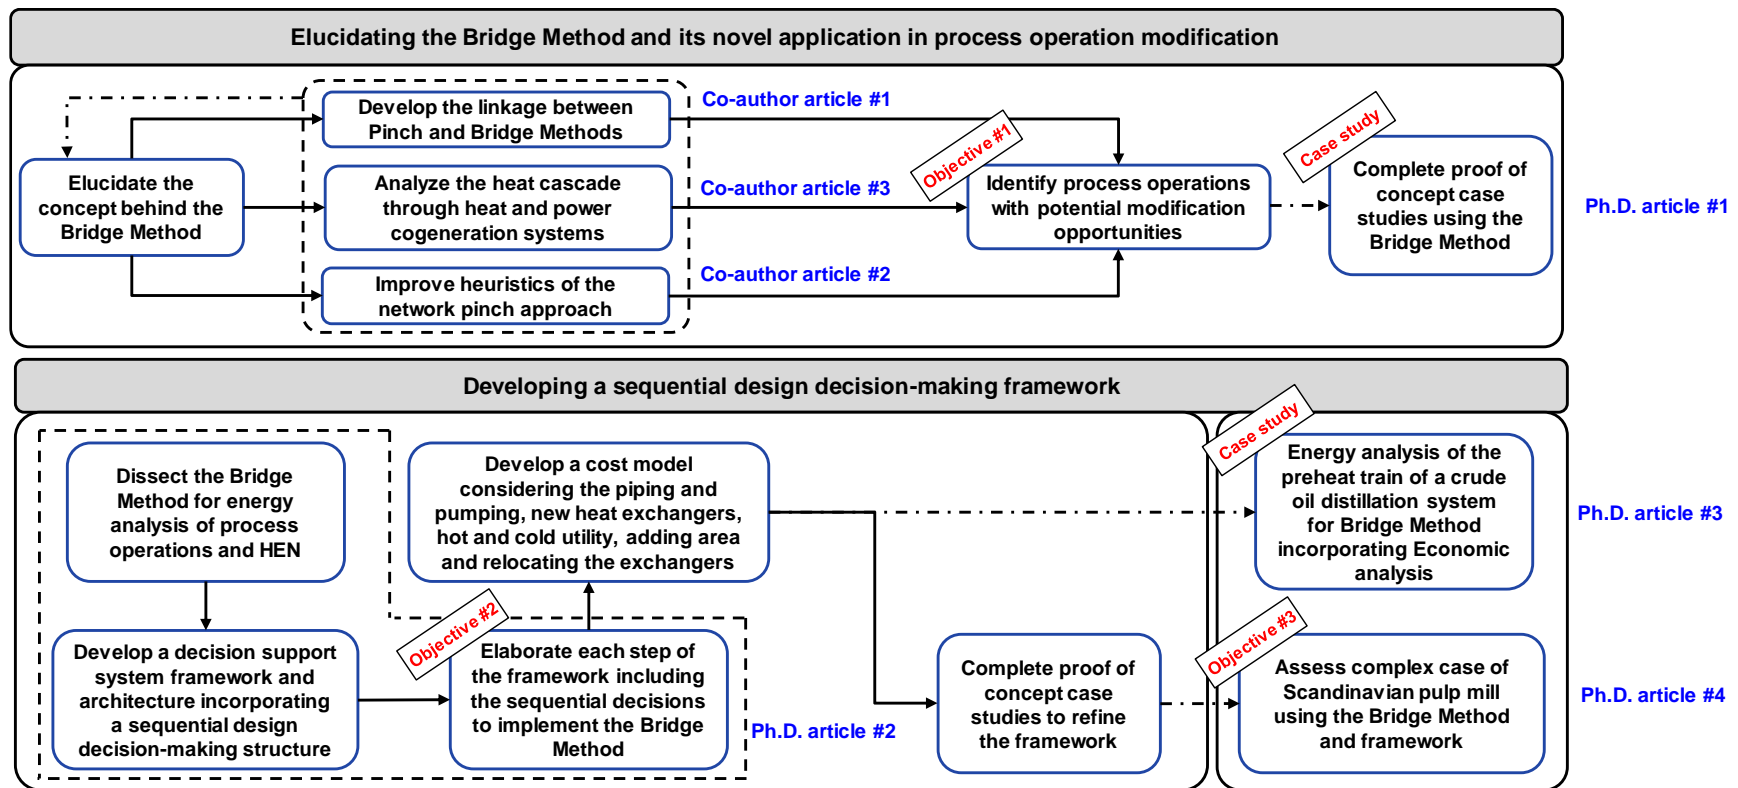 Elucidating the Bridge Method and its novel application in process operation modification
Elucidate the
concept behind the
Bridge Method
Develop the linkage between
Pinch and Bridge Methods
Analyze the heat cascade
through heat and power
cogeneration systems
Improve heuristics of the
network pinch approach
Co-author article #1
Co-author article #3
Co-author article #2
Objective #1
Identify process operations
with potential modification
opportunities
Case study
Complete proof of
concept case
studies using the
Bridge Method
Ph.D. article #1
Developing a sequential design decision-making framework
Dissect the Bridge
Method for energy
analysis of process
operations and HEN
Develop a decision support
system framework and
architecture incorporating
a sequential design
decision-making structure
Develop a cost model
considering the piping and
pumping, new heat exchangers,
hot and cold utility, adding area
and relocating the exchangers
Objective #2
Elaborate each step of
the framework including
the sequential decisions
to implement the Bridge
Method
Ph.D. article #2
Complete proof of
concept case
studies to refine
the framework
Case study
Energy analysis of the
preheat train of a crude
oil distillation system
for Bridge Method
incorporating Economic
analysis
Ph.D. article #3
Objective #3
Assess complex case of
Scandinavian pulp mill
using the Bridge Method
and framework
Ph.D. article #4